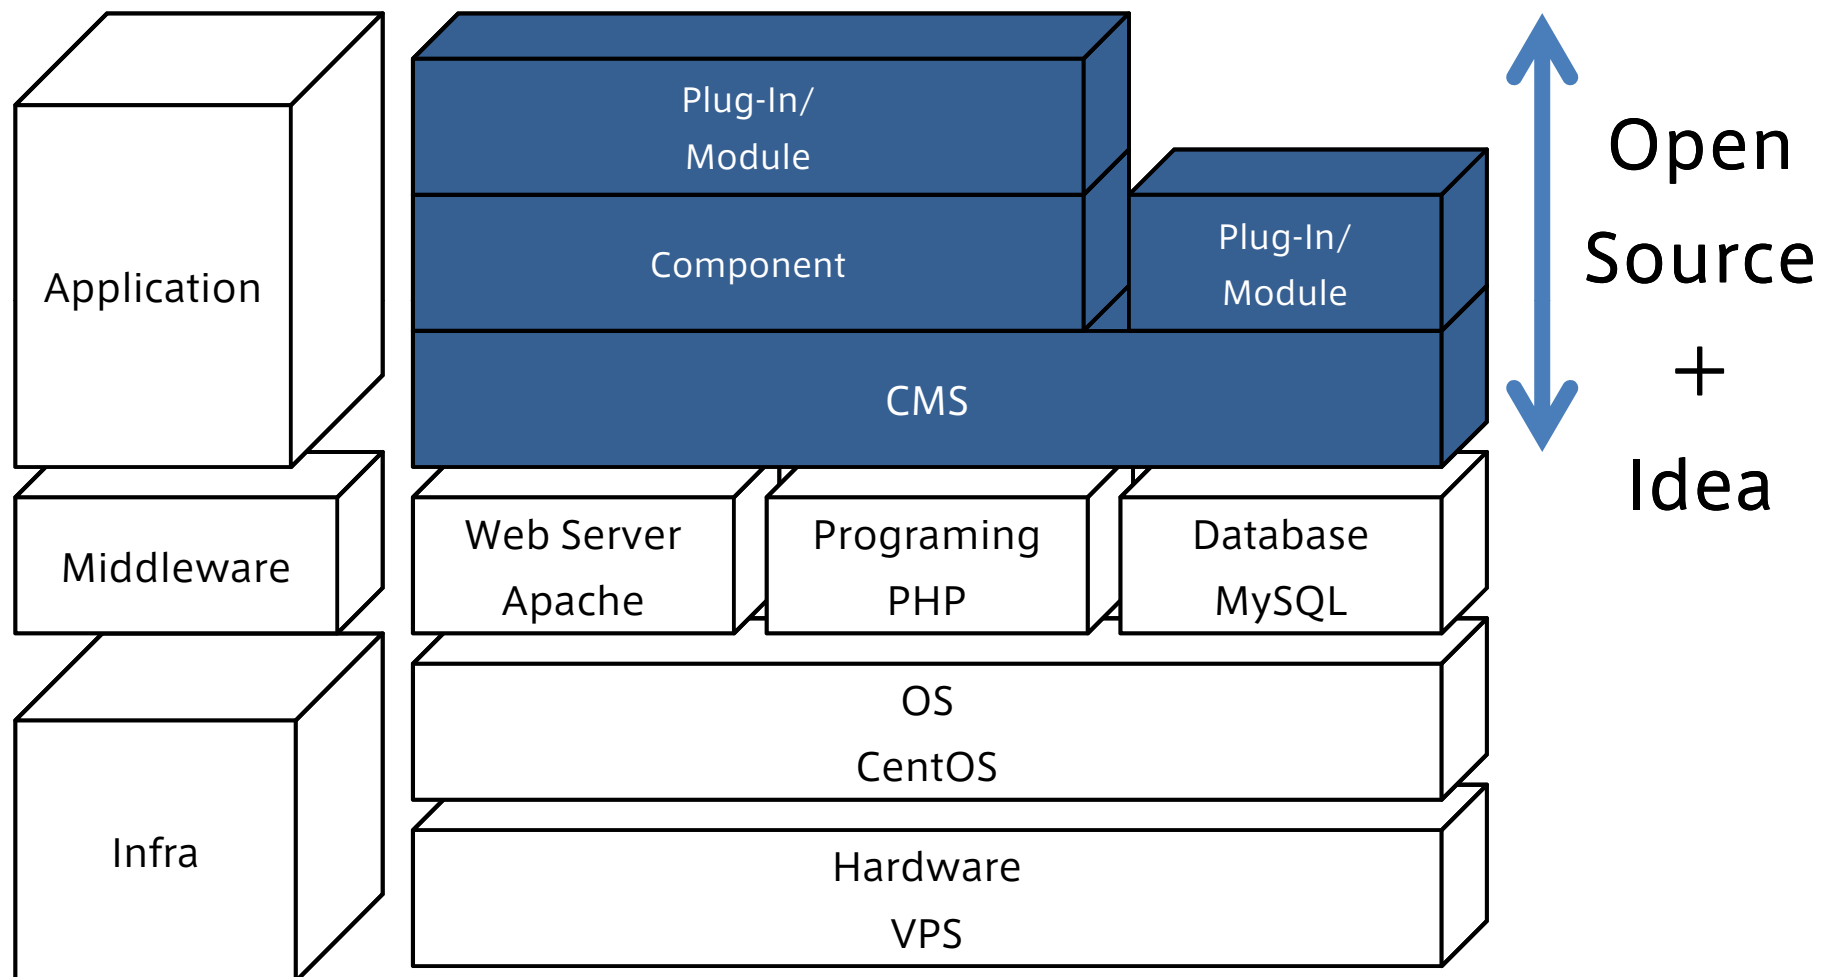 Application
Plug-In/
Module
Component
Plug-In/
Module
CMS
Open
Source
+
Idea
Middleware
Web Server
Apache
Programing
PHP
Database
MySQL
Infra
OS
CentOS
Hardware
VPS